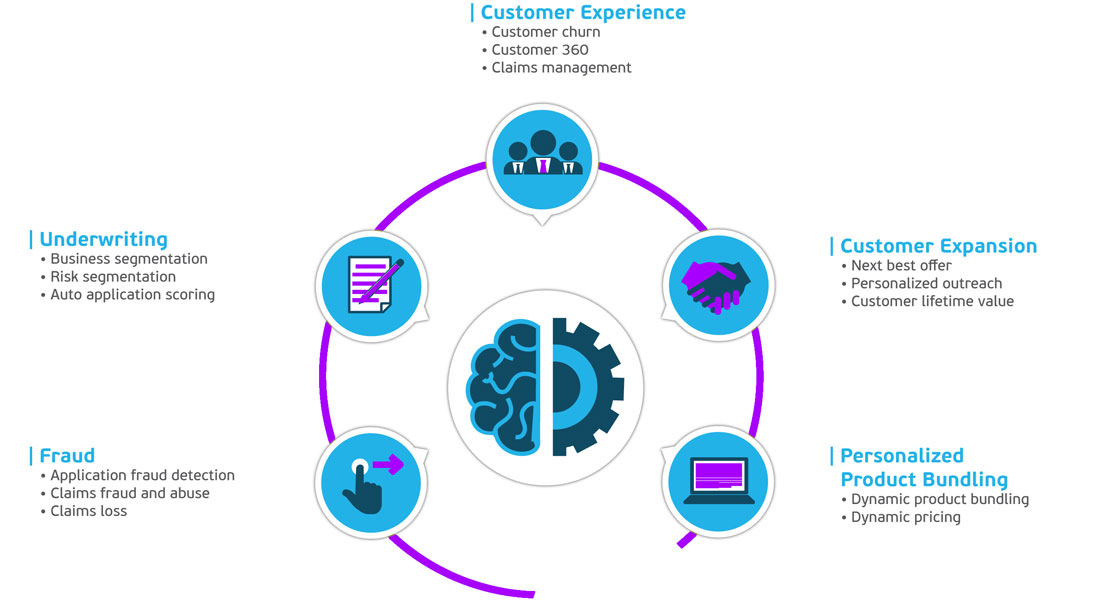 Customer Experience
• Customer churn
• Customer 360
• Claims management
Underwriting
• Business segmentation
• Risk segmentation
• Auto application scoring
Customer Expansion
• Next best offer
• Personalized outreach
• Customer lifetime value
Fraud
• Application fraud detection
• Claims fraud and abuse
• Claims loss
Personalized
Product Bundling
• Dynamic product bundling
• Dynamic pricing